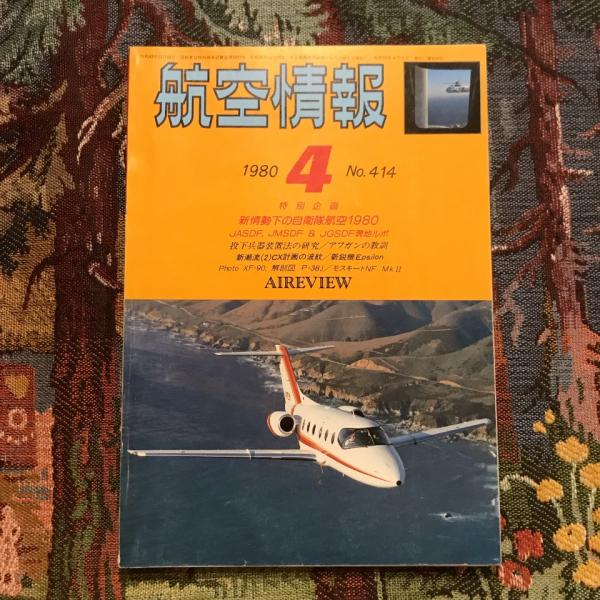 航空情報
1980 4 No. 414
特別企画
新情勢下の自衛隊航空1980
JASDF, JMSDF & JGSDF現地ルポ
投下兵器装置法の研究/アフガンの教訓
新潮流(2)CX計画の波紋/新鋭機Epsilon
Photo XF-90, 解剖図 P-38J/モスキートNF MkⅡ
AIREVIEW